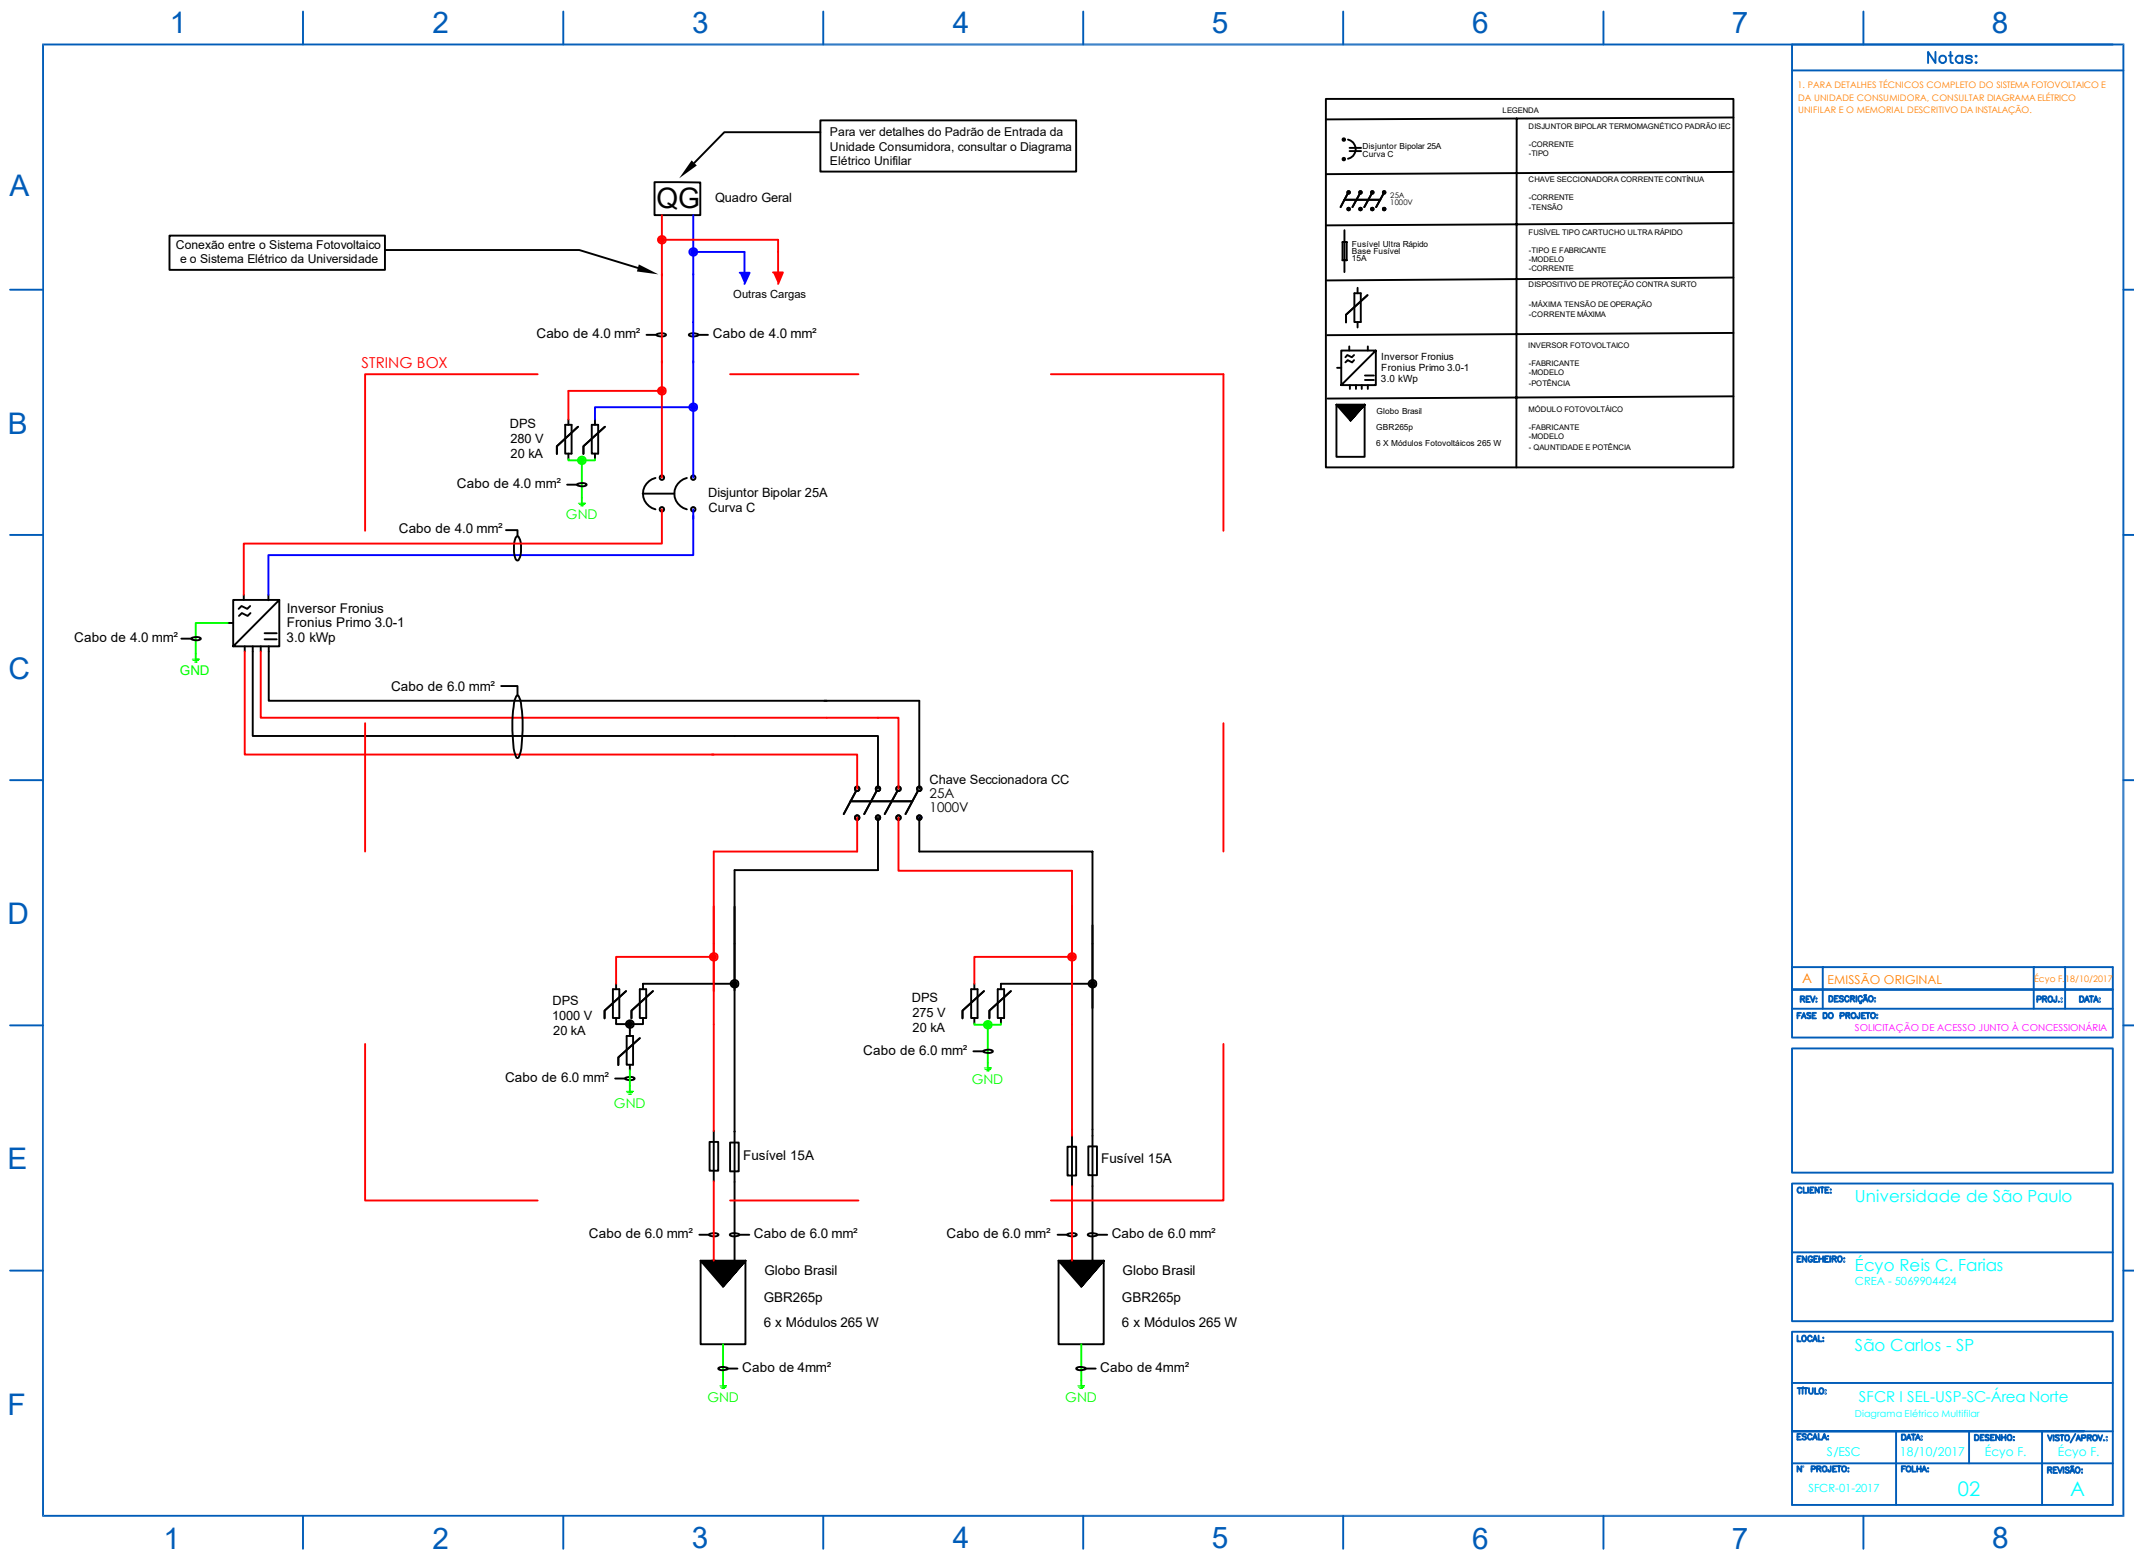 1 2 3 4 5 6 7 8
A
B
C
D
E
F
Para ver detalhes do Padrão de Entrada da
Unidade Consumidora, consultar o Diagrama
Elétrico Unifilar
QG
Quadro Geral
Conexão entre o Sistema Fotovoltaico
e o Sistema Elétrico da Universidade
Outras Cargas
Cabo de 4.0 mm²
Cabo de 4.0 mm²
STRING BOX
DPS
280 V
20 kA
Cabo de 4.0 mm²
GND
Disjuntor Bipolar 25A
Curva C
Cabo de 4.0 mm²
Inversor Fronius
Fronius Primo 3.0-1
3.0 kWp
Cabo de 4.0 mm²
GND
Cabo de 6.0 mm²
Chave Seccionadora CC
25A
1000V
DPS
1000 V
20 kA
Cabo de 6.0 mm²
GND
DPS
275 V
20 kA
Cabo de 6.0 mm²
GND
Fusível 15A
Fusível 15A
Cabo de 6.0 mm²
Cabo de 6.0 mm²
Cabo de 6.0 mm²
Cabo de 6.0 mm²
Globo Brasil
GBR265p
6 x Módulos 265 W
Globo Brasil
GBR265p
6 x Módulos 265 W
Cabo de 4mm²
GND
Cabo de 4mm²
GND
LEGENDA
Disjuntor Bipolar 25A
Curva C
DISJUNTOR BIPOLAR TERMOMAGNÉTICO PADRÃO IEC
-CORRENTE
-TIPO
25A
1000V
CHAVE SECCIONADORA CORRENTE CONTÍNUA
-CORRENTE
-TENSÃO
Fusível Ultra Rápido
Base Fusível
15A
FUSÍVEL TIPO CARTUCHO ULTRA RÁPIDO
-TIPO E FABRICANTE
-MODELO
-CORRENTE
DISPOSITIVO DE PROTEÇÃO CONTRA SURTO
-MÁXIMA TENSÃO DE OPERAÇÃO
-CORRENTE MÁXIMA
Inversor Fronius
Fronius Primo 3.0-1
3.0 kWp
INVERSOR FOTOVOLTAICO
-FABRICANTE
-MODELO
-POTÊNCIA
Globo Brasil
GBR265p
6 X Módulos Fotovoltáicos 265 W
MÓDULO FOTOVOLTÁICO
-FABRICANTE
-MODELO
- QAUNTIDADE E POTÊNCIA
Notas:
1. PARA DETALHES TÉCNICOS COMPLETO DO SISTEMA FOTOVOLTAICO E
DA UNIDADE CONSUMIDORA, CONSULTAR DIAGRAMA ELÉTRICO
UNIFILAR E O MEMORIAL DESCRITIVO DA INSTALAÇÃO.
A EMISSÃO ORIGINAL Écyo F. 18/10/2017
REV: DESCRIÇÃO: PROJ.: DATA:
FASE DO PROJETO:
SOLICITAÇÃO DE ACESSO JUNTO À CONCESSIONÁRIA
CLIENTE: Universidade de São Paulo
ENGEHEIRO: Écyo Reis C. Farias
CREA - 5069904424
LOCAL: São Carlos - SP
TÍTULO: SFCR I SEL-USP-SC-Área Norte
Diagrama Elétrico Multifilar
ESCALA: DATA: DESENHO: VISTO/APROV.:
S/ESC 18/10/2017 Écyo F. Écyo F.
N° PROJETO: FOLHA: REVISÃO:
SFCR-01-2017 02 A
1 2 3 4 5 6 7 8